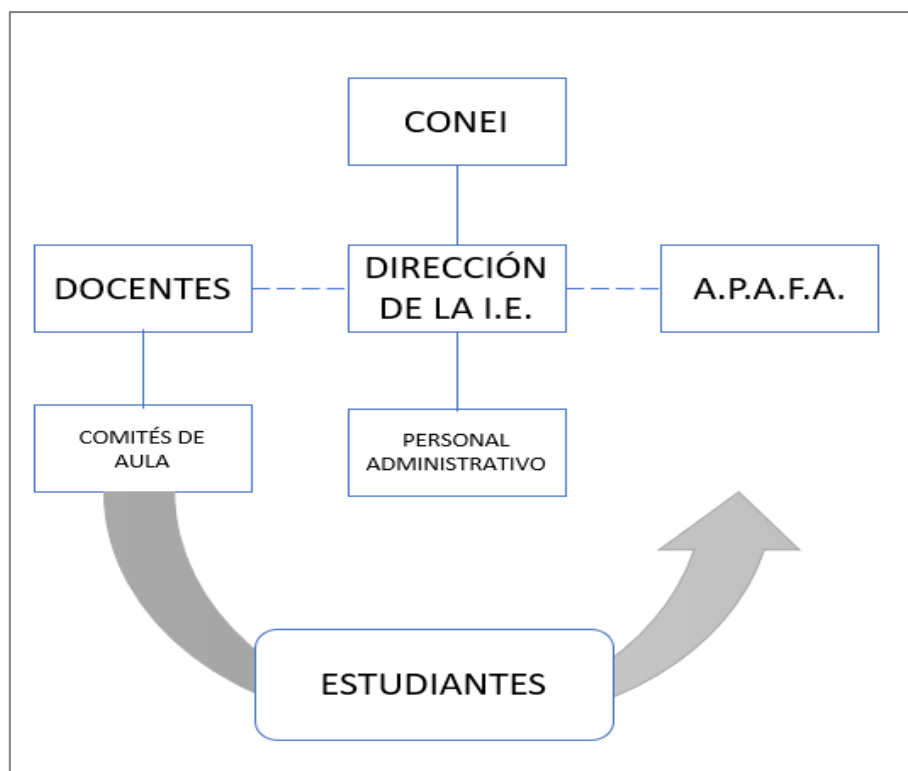 CONEI
DOCENTES
DIRECCIÓN
DE LA I.E.
A.P.A.F.A.
COMITÉS DE
AULA
PERSONAL
ADMINISTRATIVO
ESTUDIANTES